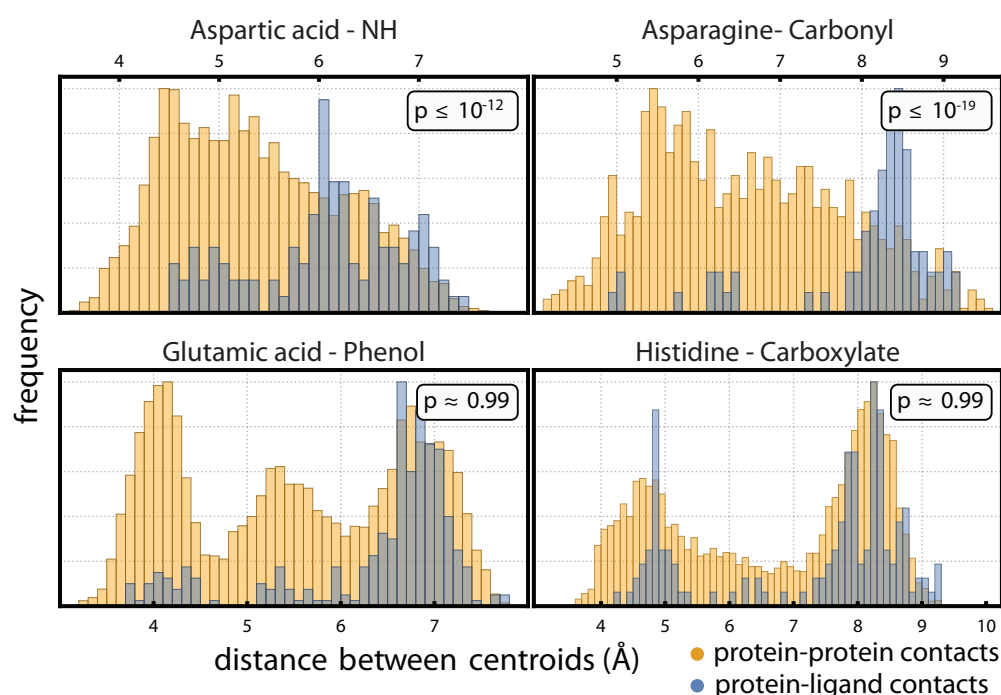 Aspartic acid - NH
Asparagine- Carbonyl
4 5 6 7
5 6 7 8 9
p ≤ 10⁻¹²
p ≤ 10⁻¹⁹
frequency
Glutamic acid - Phenol
Histidine - Carboxylate
p ≈ 0.99
p ≈ 0.99
4 5 6 7
4 5 6 7 8 9 10
distance between centroids (Å)
protein-protein contacts
protein-ligand contacts